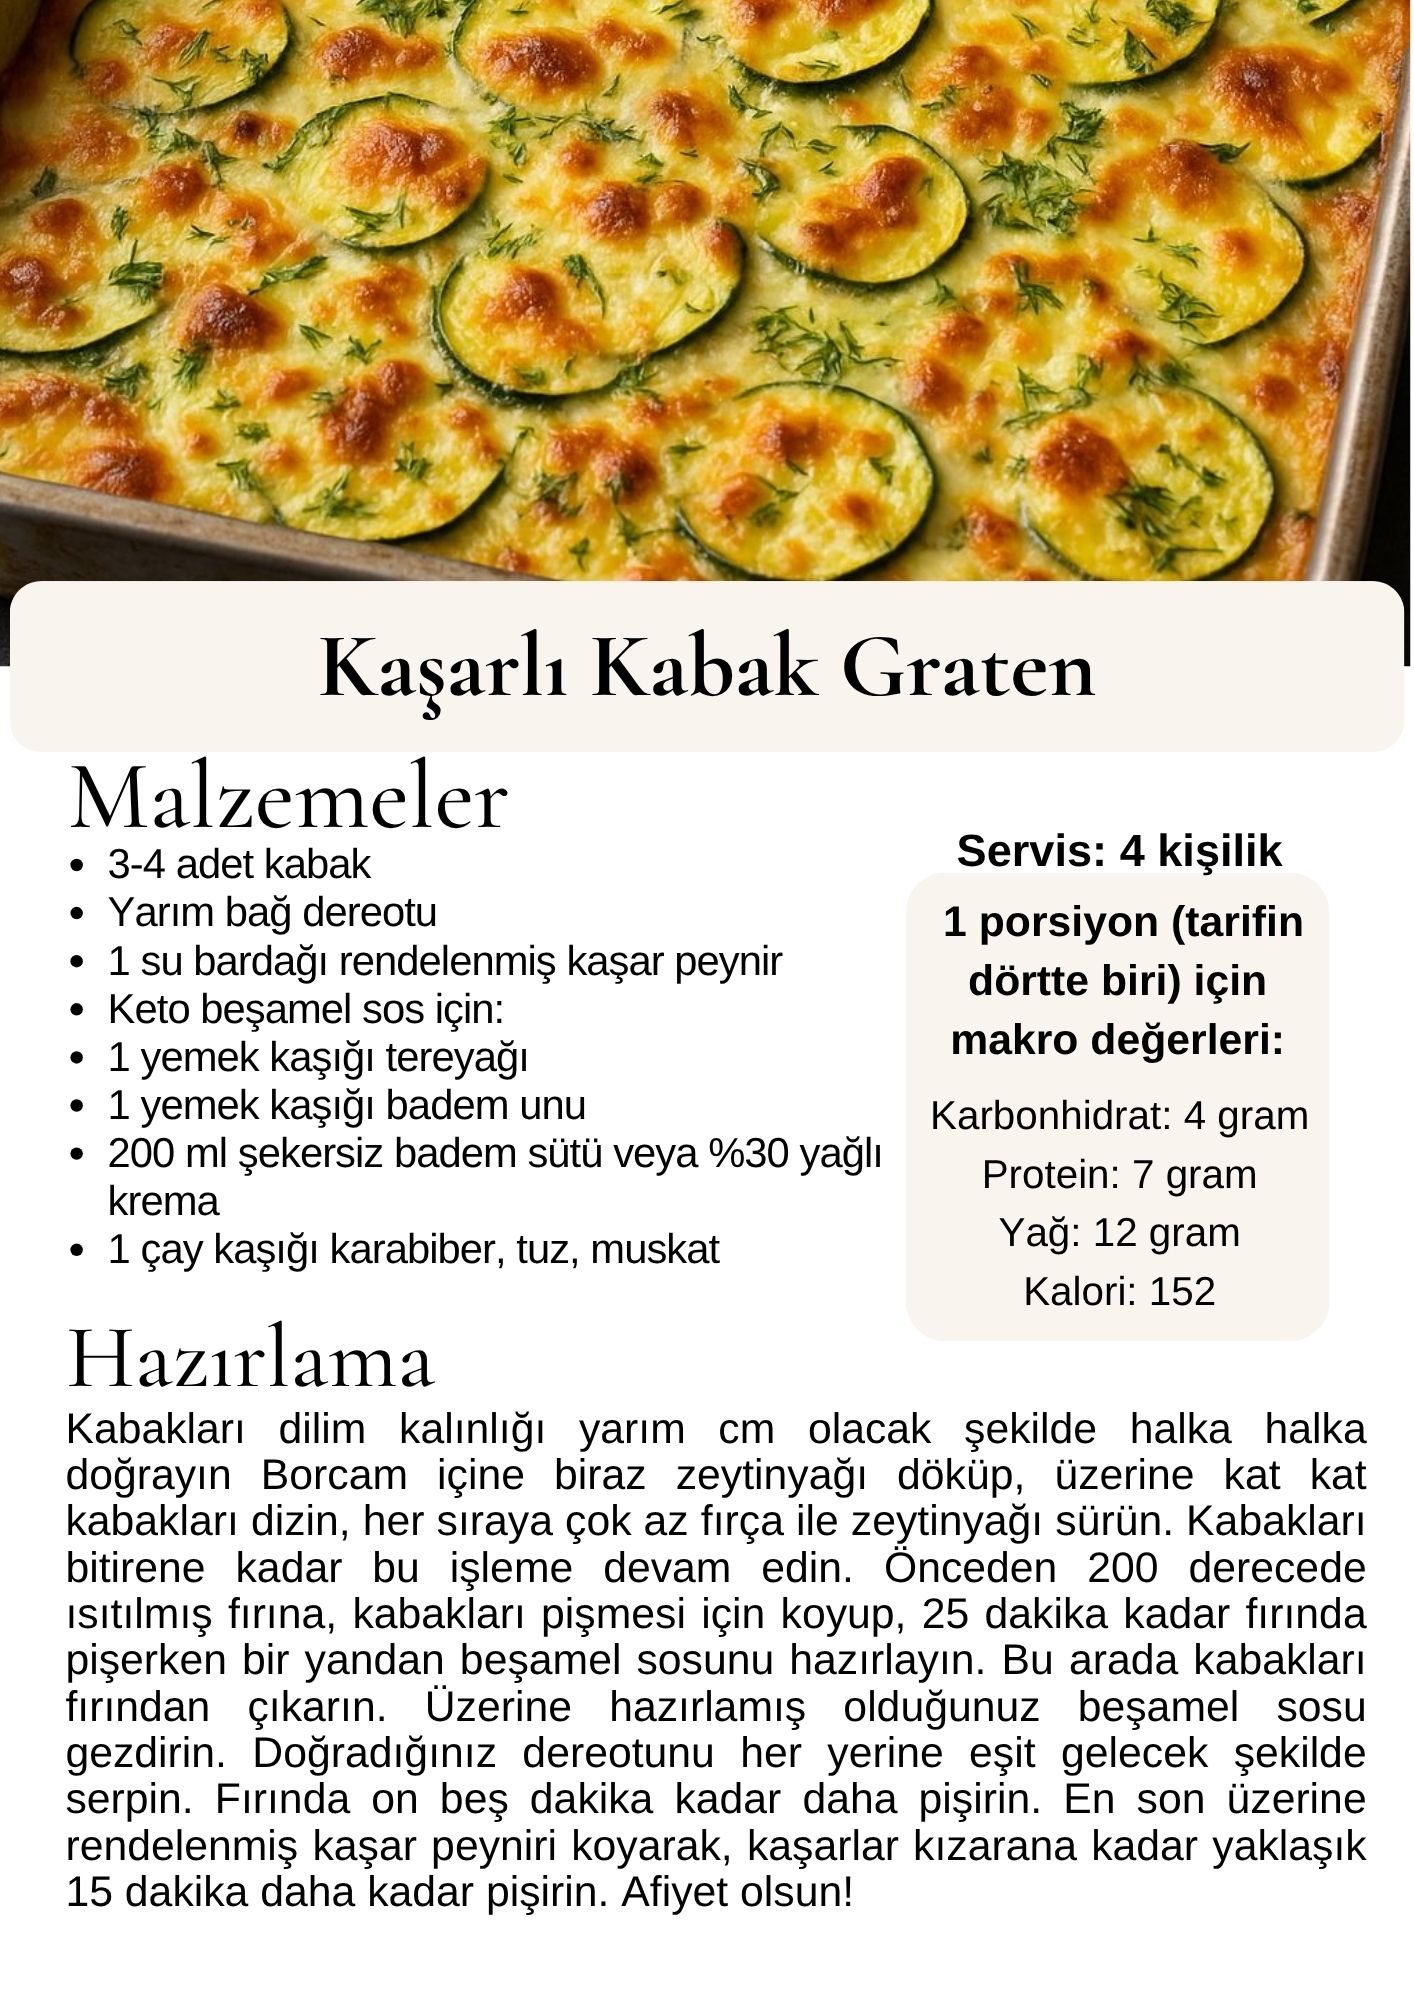 Kaşarlı Kabak Graten
Malzemeler
• 3-4 adet kabak
• Yarım bağ dereotu
• 1 su bardağı rendelenmiş kaşar peynir
• Keto beşamel sos için:
• 1 yemek kaşığı tereyağı
• 1 yemek kaşığı badem unu
• 200 ml şekersiz badem sütü veya %30 yağlı
krema
• 1 çay kaşığı karabiber, tuz, muskat
Servis: 4 kişilik
1 porsiyon (tarifin
dörtte biri) için
makro değerleri:
Karbonhidrat: 4 gram
Protein: 7 gram
Yağ: 12 gram
Kalori: 152
Hazırlama
Kabakları dilim kalınlığı yarım cm olacak şekilde halka halka
doğrayın Borcam içine biraz zeytinyağı döküp, üzerine kat kat
kabakları dizin, her sıraya çok az fırça ile zeytinyağı sürün. Kabakları
bitirene kadar bu işleme devam edin. Önceden 200 derecede
ısıtılmış fırına, kabakları pişmesi için koyup, 25 dakika kadar fırında
pişerken bir yandan beşamel sosunu hazırlayın. Bu arada kabakları
fırından çıkarın. Üzerine hazırlamış olduğunuz beşamel sosu
gezdirin. Doğradığınız dereotunu her yerine eşit gelecek şekilde
serpin. Fırında on beş dakika kadar daha pişirin. En son üzerine
rendelenmiş kaşar peyniri koyarak, kaşarlar kızarana kadar yaklaşık
15 dakika daha kadar pişirin. Afiyet olsun!